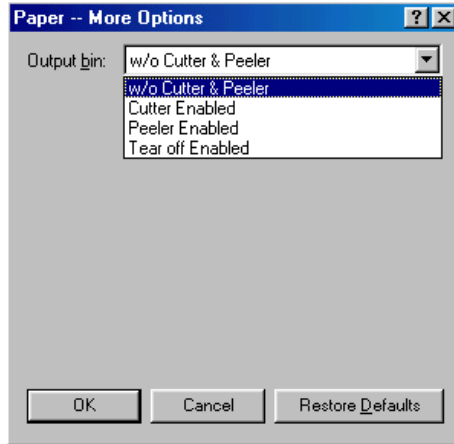 Paper -- More Options
Output bin: w/o Cutter & Peeler
w/o Cutter & Peeler
Cutter Enabled
Peeler Enabled
Tear off Enabled
OK Cancel Restore Defaults